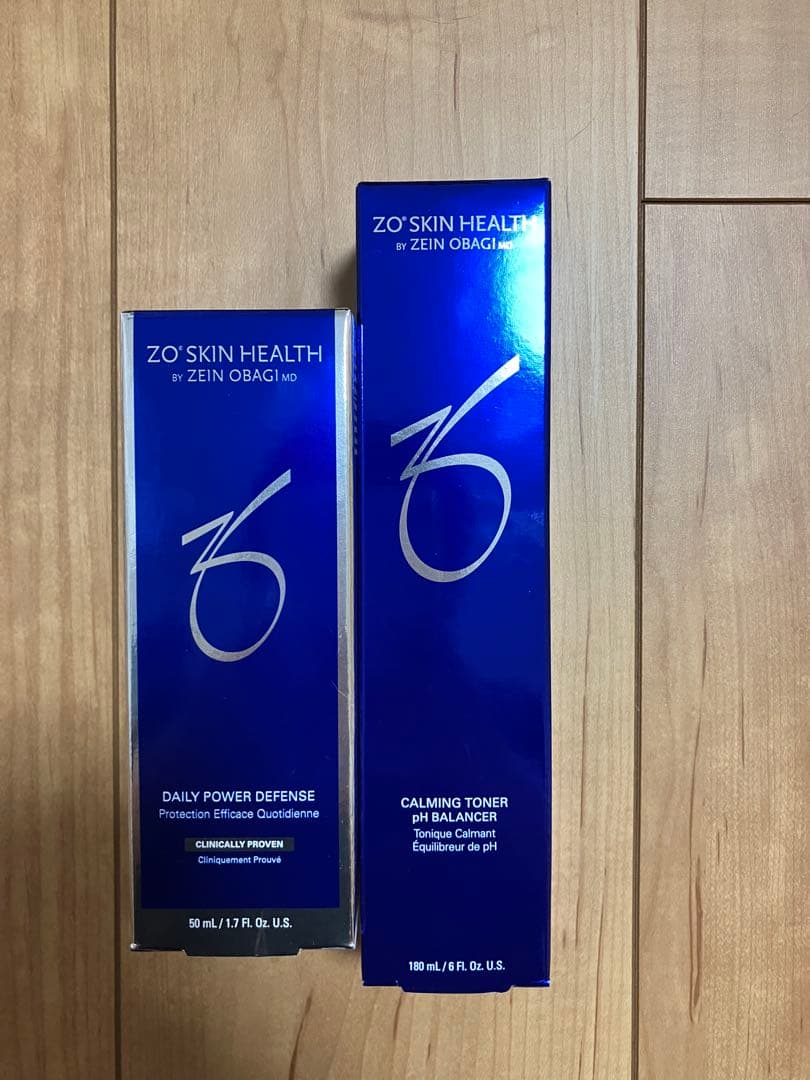 ZO® SKIN HEALTH
BY ZEIN OBAGI MD
DAILY POWER DEFENSE
Protection Efficace Quotidienne
CLINICALLY PROVEN
Cliniquement Prouvé
50 mL / 1.7 Fl. Oz. U.S.
ZO® SKIN HEALTH
BY ZEIN OBAGI MD
CALMING TONER
pH BALANCER
Tonique Calmant
Équilibreur de pH
180 mL / 6 Fl. Oz. U.S.